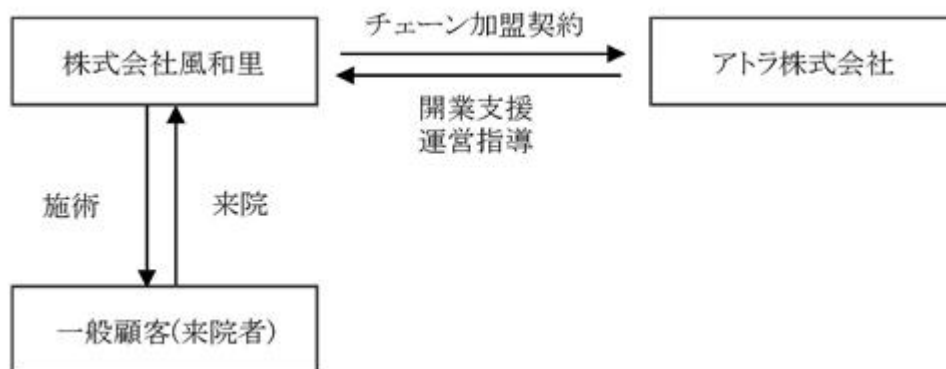 チェーン加盟契約
株式会社風和里
アトラ株式会社
開業支援
運営指導
施術
来院
一般顧客(来院者)